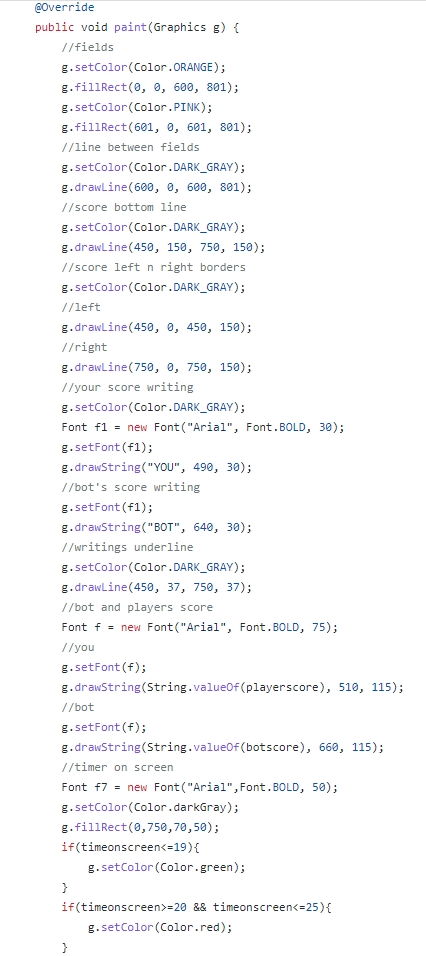 @Override
public void paint(Graphics g) {
    //fields
    g.setColor(Color.ORANGE);
    g.fillRect(0, 0, 600, 801);
    g.setColor(Color.PINK);
    g.fillRect(601, 0, 601, 801);
    //line between fields
    g.setColor(Color.DARK_GRAY);
    g.drawLine(600, 0, 600, 801);
    //score bottom line
    g.setColor(Color.DARK_GRAY);
    g.drawLine(450, 150, 750, 150);
    //score left n right borders
    g.setColor(Color.DARK_GRAY);
    //left
    g.drawLine(450, 0, 450, 150);
    //right
    g.drawLine(750, 0, 750, 150);
    //your score writing
    g.setColor(Color.DARK_GRAY);
    Font f1 = new Font("Arial", Font.BOLD, 30);
    g.setFont(f1);
    g.drawString("YOU", 490, 30);
    //bot's score writing
    g.setFont(f1);
    g.drawString("BOT", 640, 30);
    //writings underline
    g.setColor(Color.DARK_GRAY);
    g.drawLine(450, 37, 750, 37);
    //bot and players score
    Font f = new Font("Arial", Font.BOLD, 75);
    //you
    g.setFont(f);
    g.drawString(String.valueOf(playerscore), 510, 115);
    //bot
    g.setFont(f);
    g.drawString(String.valueOf(botscore), 660, 115);
    //timer on screen
    Font f7 = new Font("Arial",Font.BOLD, 50);
    g.setColor(Color.darkGray);
    g.fillRect(0,750,70,50);
    if(timeonscreen<=19){
        g.setColor(Color.green);
    }
    if(timeonscreen>=20 && timeonscreen<=25){
        g.setColor(Color.red);
    }